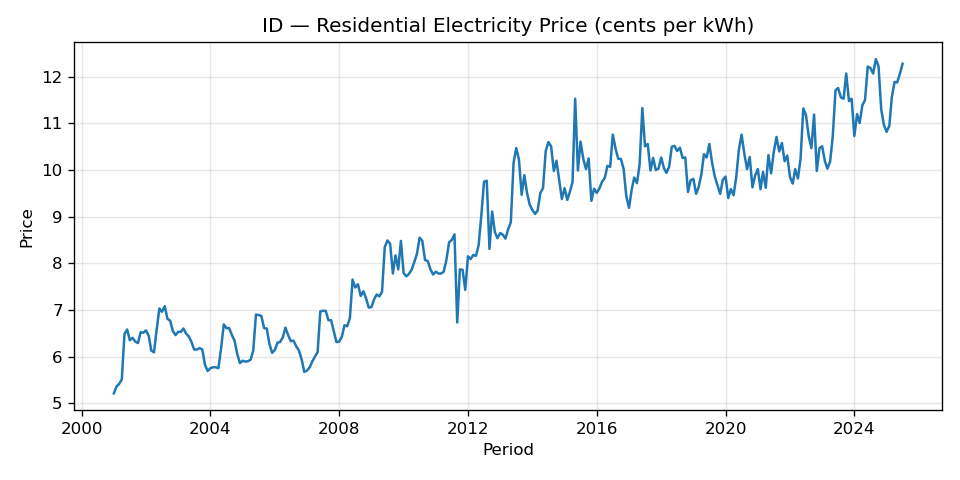 ID — Residential Electricity Price (cents per kWh)
Price
12
11
10
9
8
7
6
5
2000 2004 2008 2012 2016 2020 2024
Period